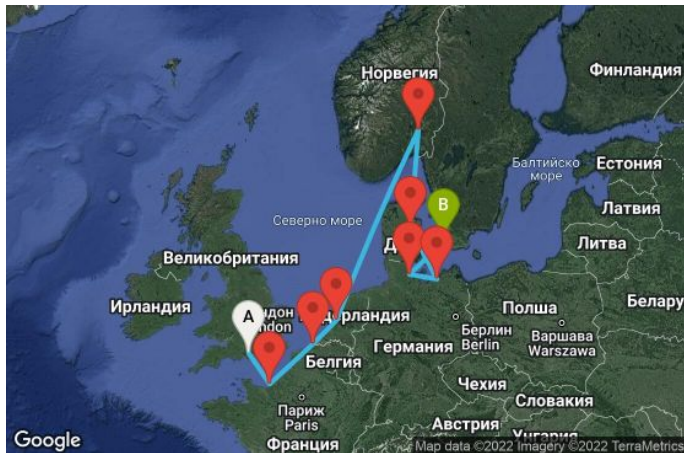 Норвегия
Финландия
Балтийско
море
Естония
Латвия
B
Северно море
Литва
Великобритания
Ирландия
A
Полша
Беларус
Берлин
Berlin
Варшава
Warszawa
Германия
Белгия
Чехия
Париж
Paris
Словакия
Австрия
Франция
Google
Map data ©2022 Imagery ©2022 TerraMetrics